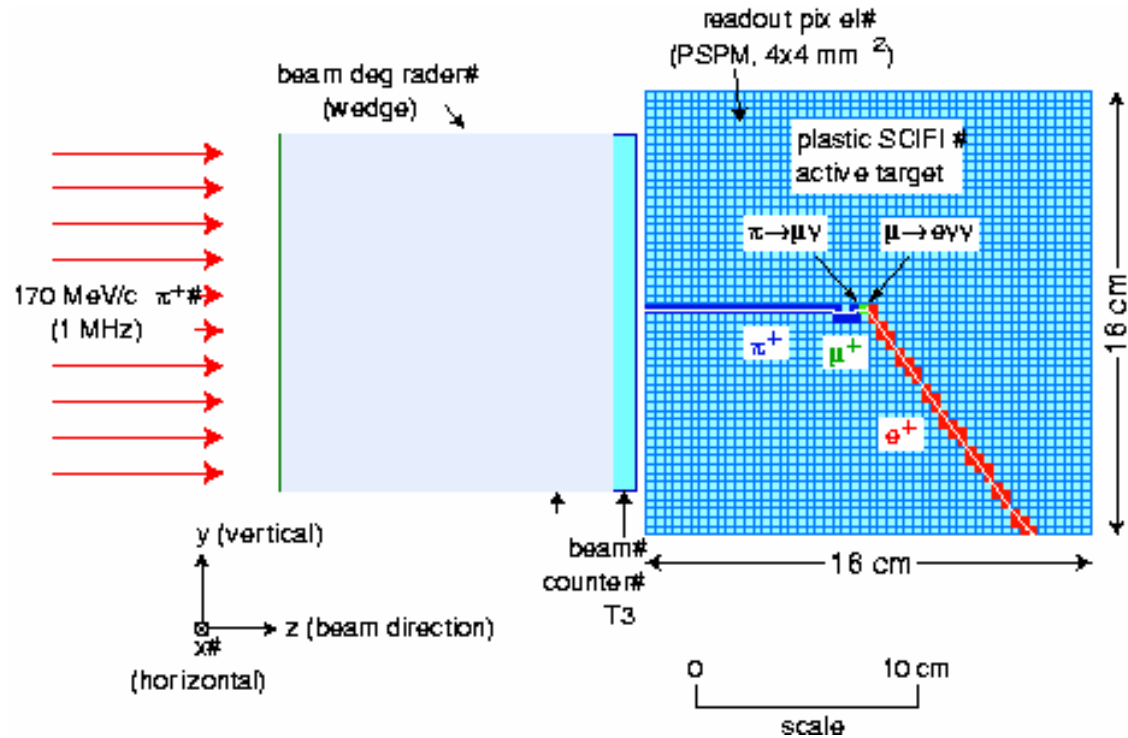 readout pix el#
(PSPM, 4x4 mm ²)
beam deg rader#
(wedge)
plastic SCIFI #
active target
π→μγ
μ→eγγ
170 MeV/c π⁺#
(1 MHz)
π⁺
μ⁺
e⁺
16 cm
16 cm
y (vertical)
beam#
counter#
T3
z (beam direction)
x#
(horizontal)
0
10 cm
scale